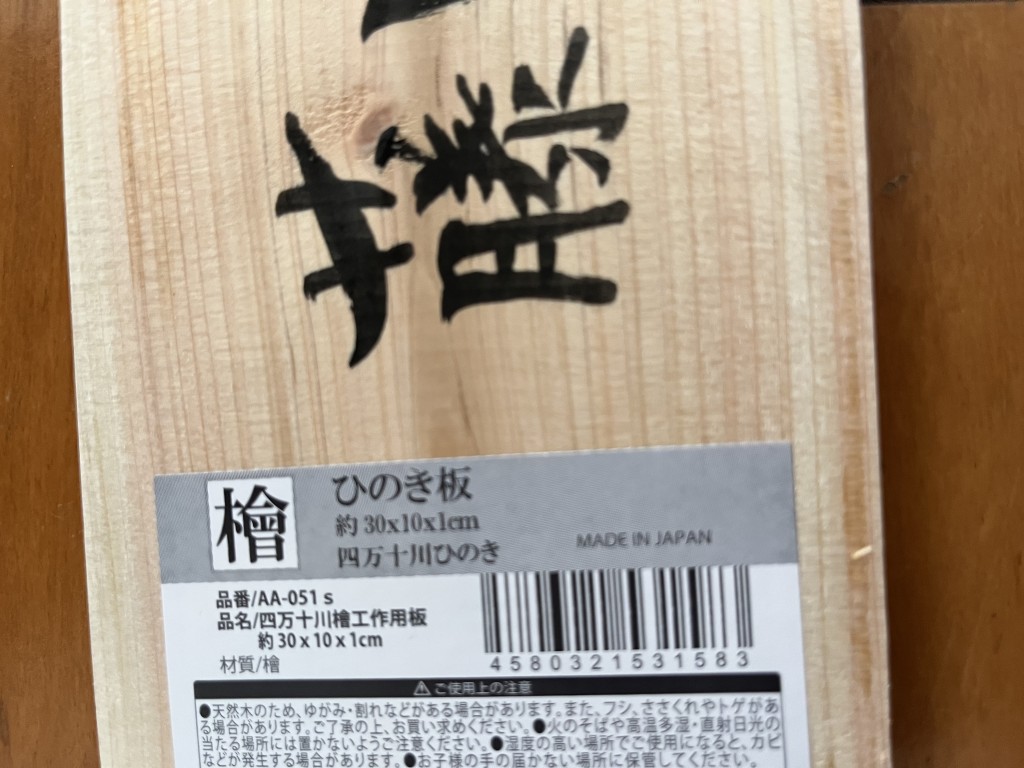 檜
ひのき板
約 30x10x1cm
四万十川ひのき
MADE IN JAPAN
品番/AA-051 s
品名/四万十川檜工作用板
約 30 x 10 x 1cm
材質/檜
4580321531583
⚠ご使用上の注意
●天然木のため、ゆがみ・割れなどがある場合があります。また、フシ、ささくれやトゲがあ
る場合があります。ご了承の上、お買い求めください。●火のそばや高温多湿・直射日光の
当たる場所には置かないようご注意ください。●湿度の高い場所でご使用になると、カビ
などが発生する場合があります。●お子様の手の届かない場所に保管してください。